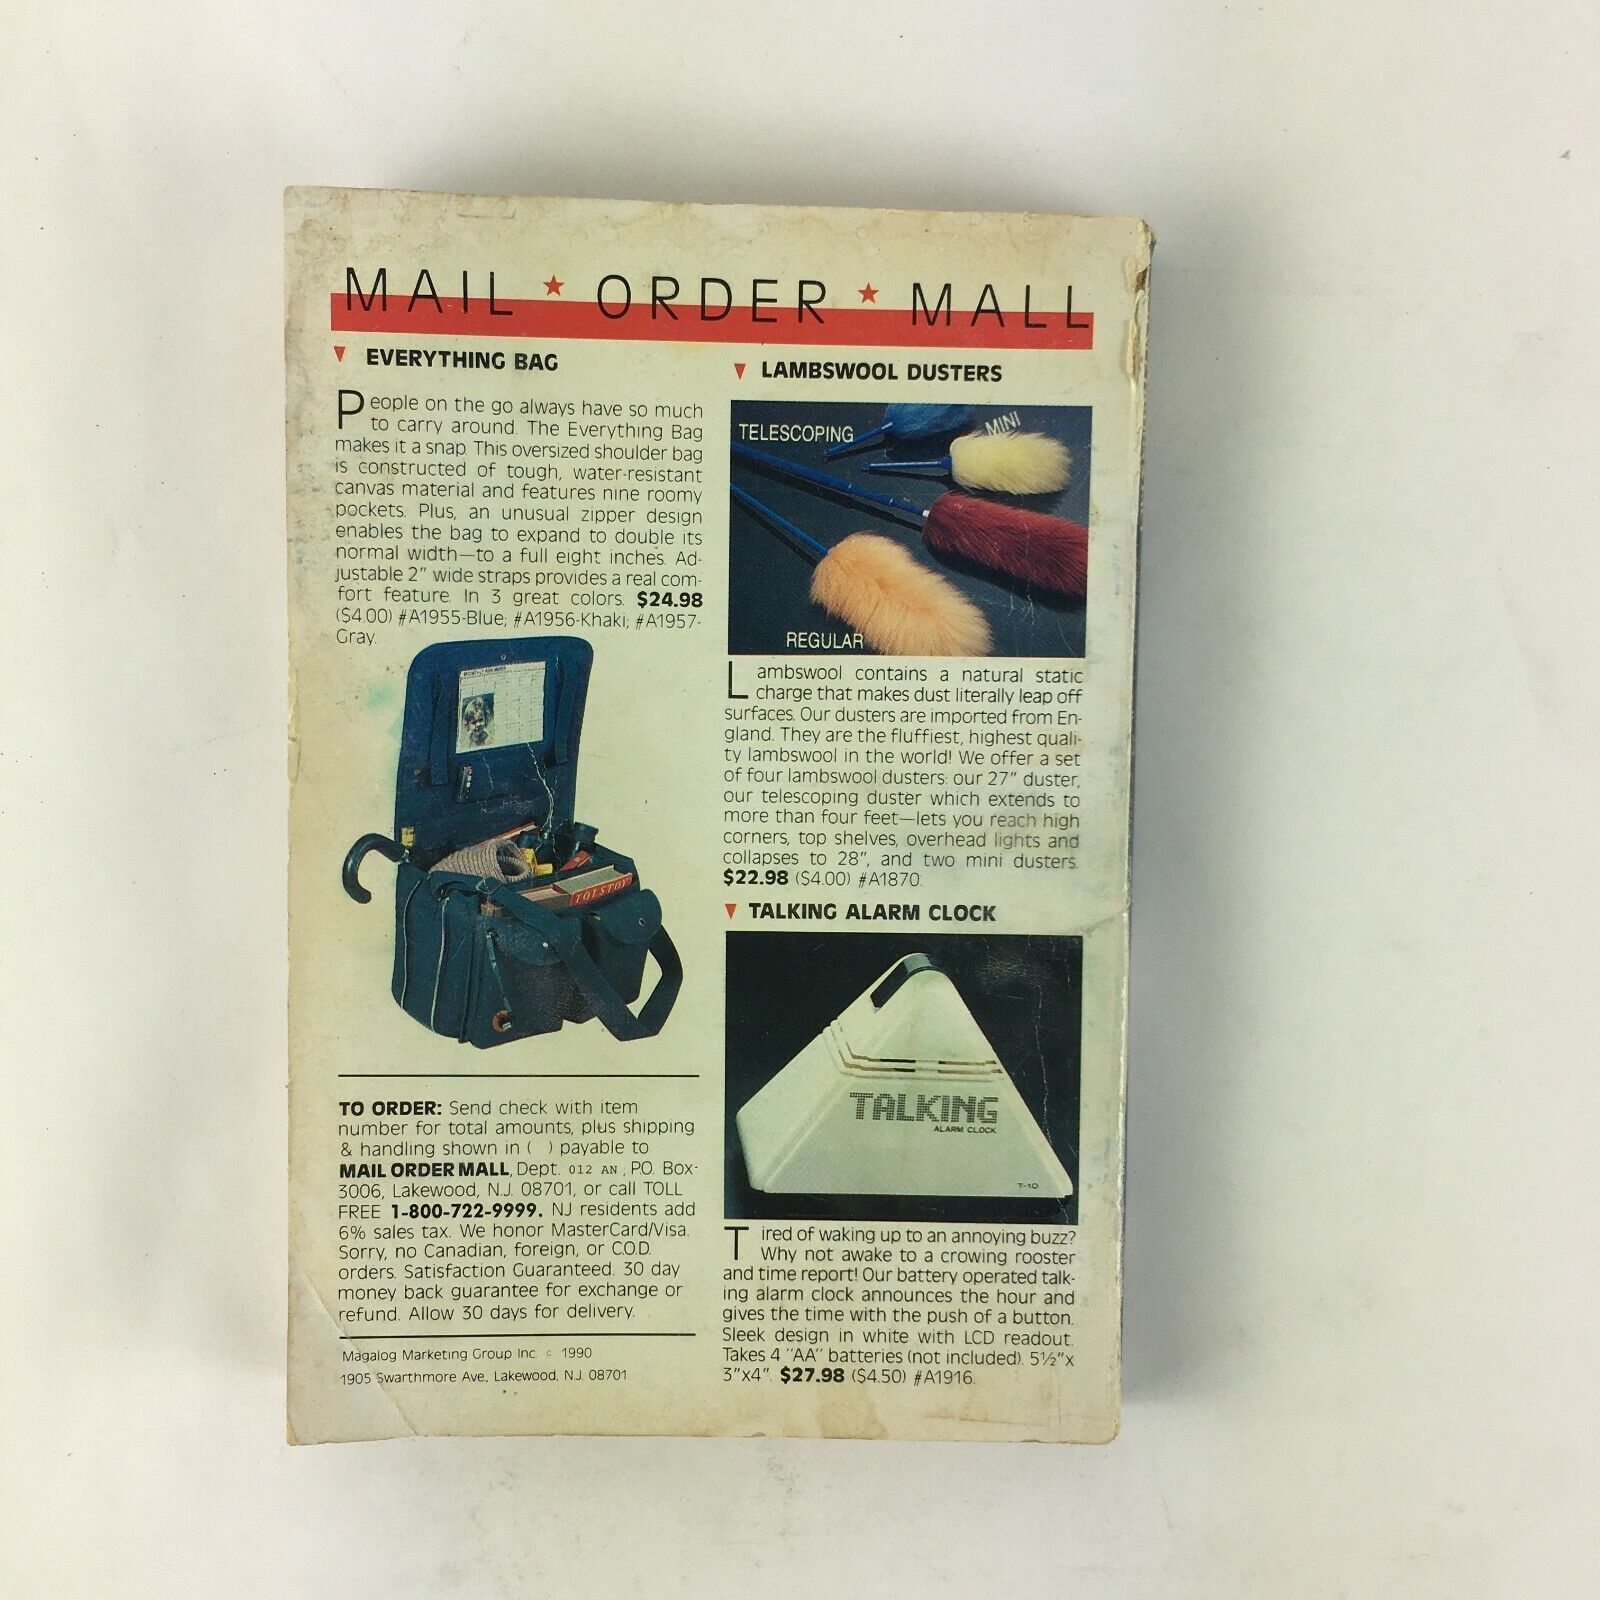 MAIL ★ ORDER ★ MALL
EVERYTHING BAG
People on the go always have so much
to carry around. The Everything Bag
makes it a snap. This oversized shoulder bag
is constructed of tough, water-resistant
canvas material and features nine roomy
pockets. Plus, an unusual zipper design
enables the bag to expand to double its
normal width—to a full eight inches. Ad-
justable 2" wide straps provides a real com-
fort feature. In 3 great colors. $24.98
($4.00) #A1955-Blue; #A1956-Khaki; #A1957-
Gray.
TOLSTOY
TO ORDER: Send check with item
number for total amounts, plus shipping
& handling shown in ( ) payable to
MAIL ORDER MALL, Dept. 012 AN, P.O. Box-
3006, Lakewood, N.J. 08701, or call TOLL
FREE 1-800-722-9999. NJ residents add
6% sales tax. We honor MasterCard/Visa.
Sorry, no Canadian, foreign, or C.O.D.
orders. Satisfaction Guaranteed. 30 day
money back guarantee for exchange or
refund. Allow 30 days for delivery.
Magalog Marketing Group Inc. © 1990
1905 Swarthmore Ave., Lakewood, N.J. 08701
LAMBSWOOL DUSTERS
TELESCOPING
MINI
REGULAR
Lambswool contains a natural static
charge that makes dust literally leap off
surfaces. Our dusters are imported from En-
gland. They are the fluffiest, highest quali-
ty lambswool in the world! We offer a set
of four lambswool dusters: our 27" duster,
our telescoping duster which extends to
more than four feet—lets you reach high
corners, top shelves, overhead lights and
collapses to 28", and two mini dusters.
$22.98 ($4.00) #A1870.
TALKING ALARM CLOCK
TALKING
ALARM CLOCK
T-10
Tired of waking up to an annoying buzz?
Why not awake to a crowing rooster
and time report! Our battery operated talk-
ing alarm clock announces the hour and
gives the time with the push of a button.
Sleek design in white with LCD readout.
Takes 4 "AA" batteries (not included). 5½"x
3"x4". $27.98 ($4.50) #A1916.